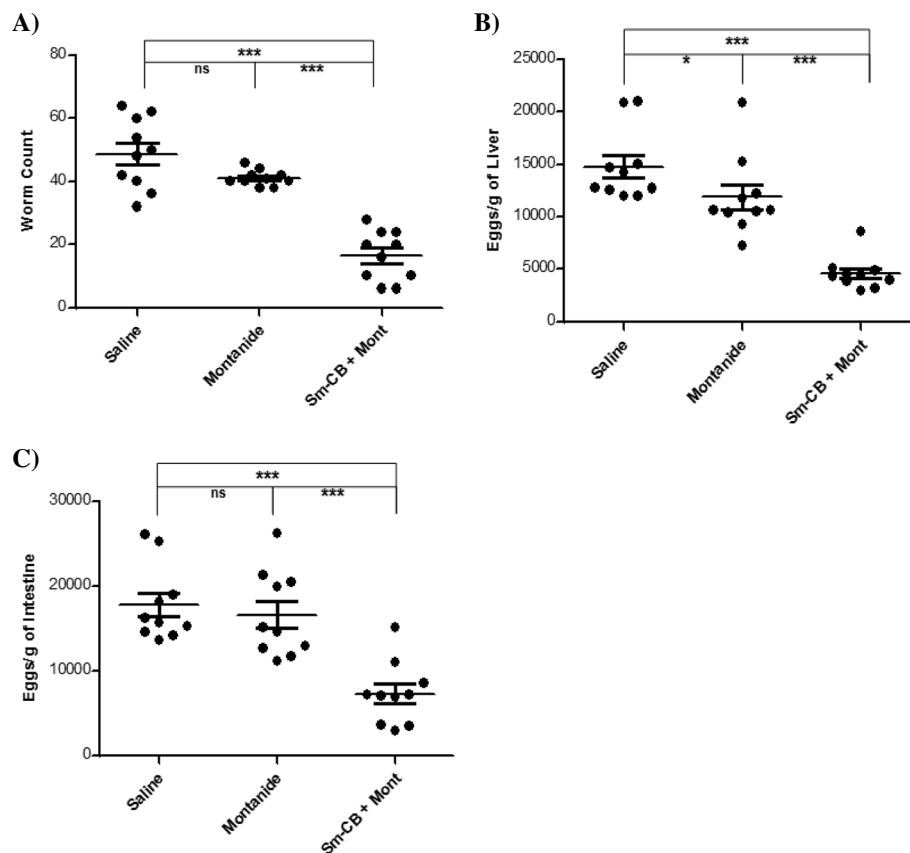 A)
***
ns ***
80
60
40
20
0
Worm Count
Saline
Montanide
Sm-CB + Mont
B)
***
* ***
25000
20000
15000
10000
5000
0
Eggs/g of Liver
Saline
Montanide
Sm-CB + Mont
C)
***
ns ***
30000
20000
10000
0
Eggs/g of Intestine
Saline
Montanide
Sm-CB + Mont